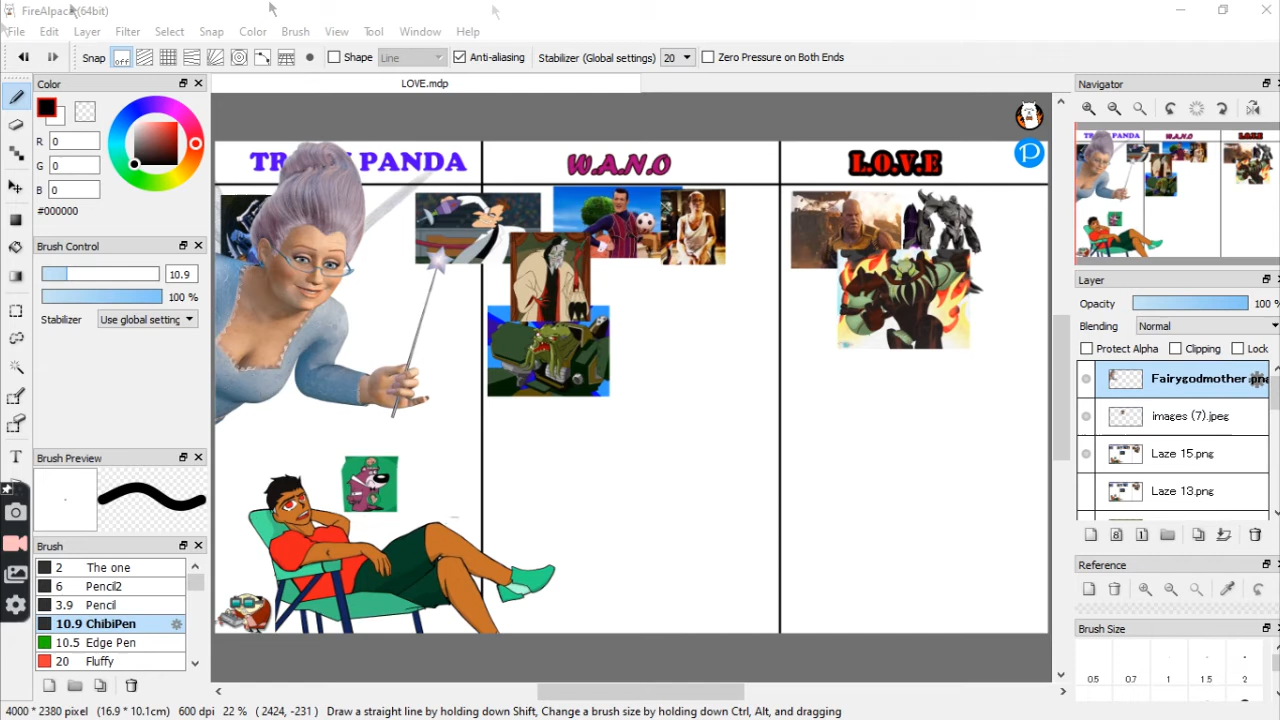 FireAlpaca (64bit)
File Edit Layer Filter Select Snap Color Brush View Tool Window Help
Snap off Shape Line Anti-aliasing Stabilizer (Global settings) 20 Zero Pressure on Both Ends
Color
LOVE.mdp
Navigator
R 0
G 0
B 0
#000000
PANDA
W.A.N.O
L.O.V.E
Brush Control
10.9
100 %
Stabilizer Use global setting
Layer
Opacity 100 %
Blending Normal
Protect Alpha Clipping Lock
Fairygodmother.png
images (7).jpeg
Laze 15.png
Laze 13.png
Brush Preview
Brush
2 The one
6 Pencil2
3.9 Pencil
10.9 ChibiPen
10.5 Edge Pen
20 Fluffy
Reference
Brush Size
0.5 0.7 1 1.5 2
4000 * 2380 pixel (16.9 * 10.1cm) 600 dpi 22 % ( 2424, -231 ) Draw a straight line by holding down Shift, Change a brush size by holding down Ctrl, Alt, and dragging